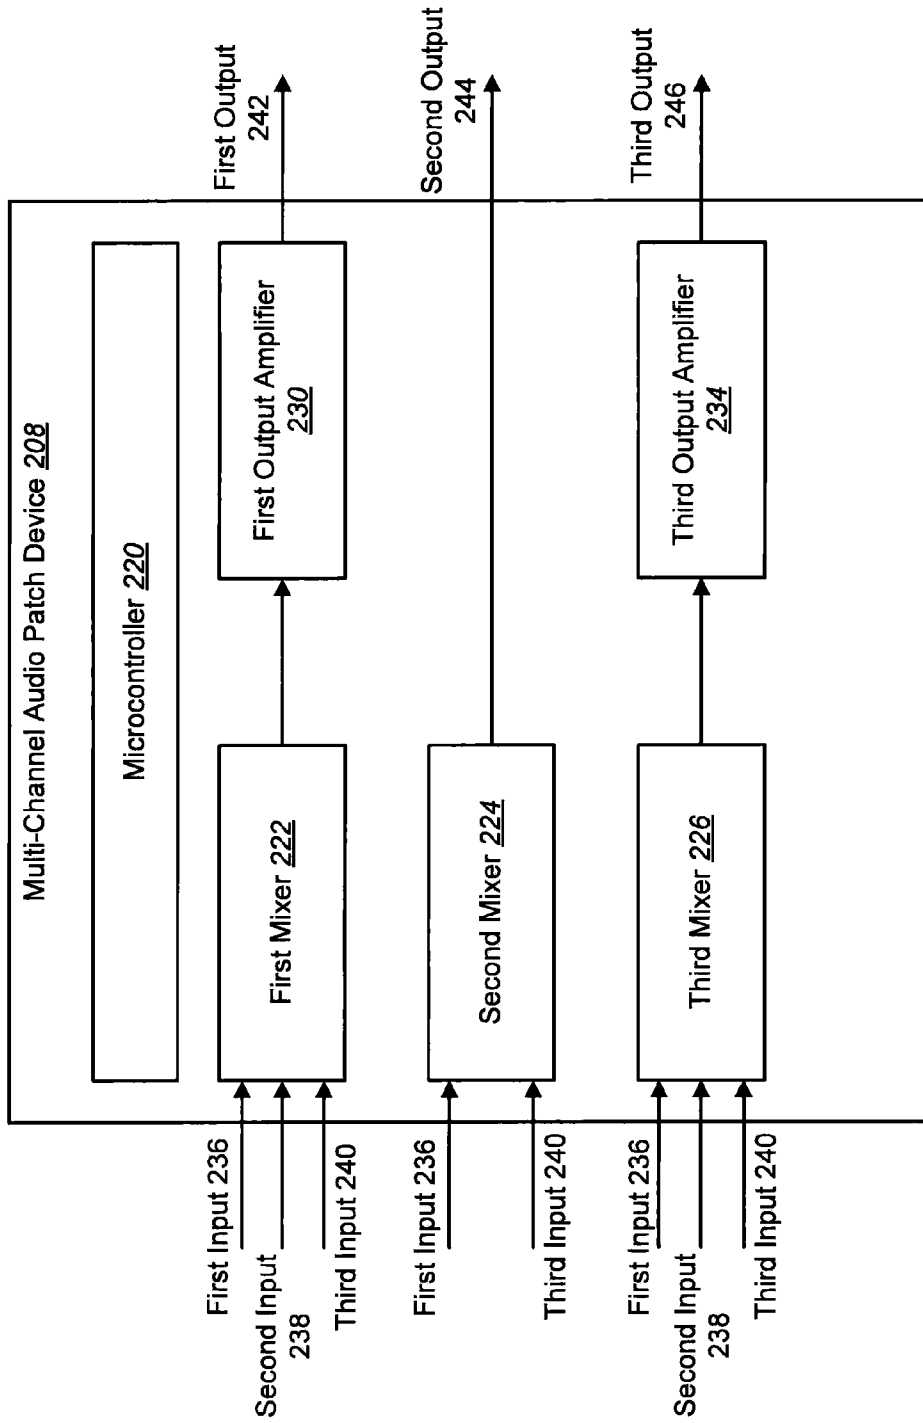 Multi-Channel Audio Patch Device 208
Microcontroller 220
First Input 236
Second Input
238
Third Input 240
First Mixer 222
First Output Amplifier
230
First Output
242
First Input 236
Third Input 240
Second Mixer 224
Second Output
244
First Input 236
Second Input
238
Third Input 240
Third Mixer 226
Third Output Amplifier
234
Third Output
246